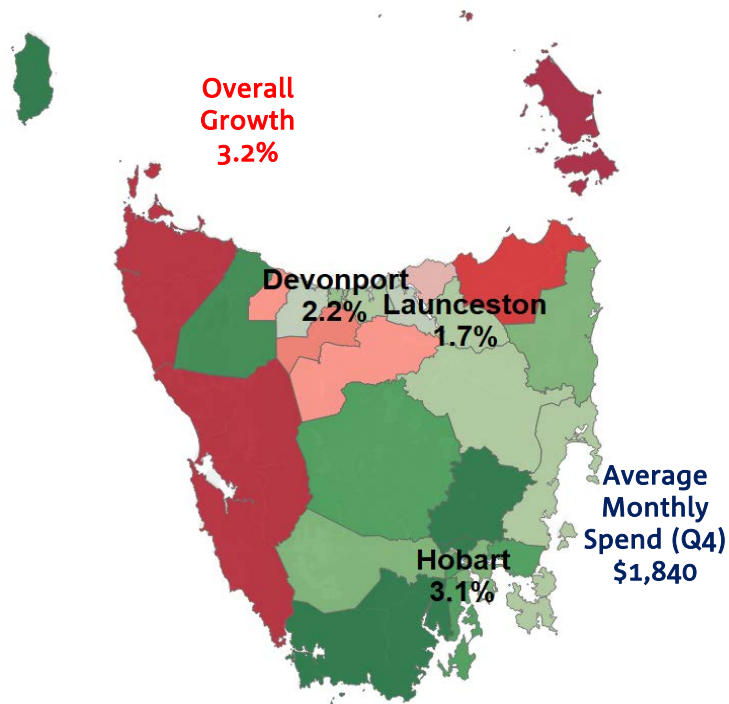 Overall
Growth
3.2%
Devonport
2.2%
Launceston
1.7%
Average
Monthly
Spend (Q4)
$1,840
Hobart
3.1%